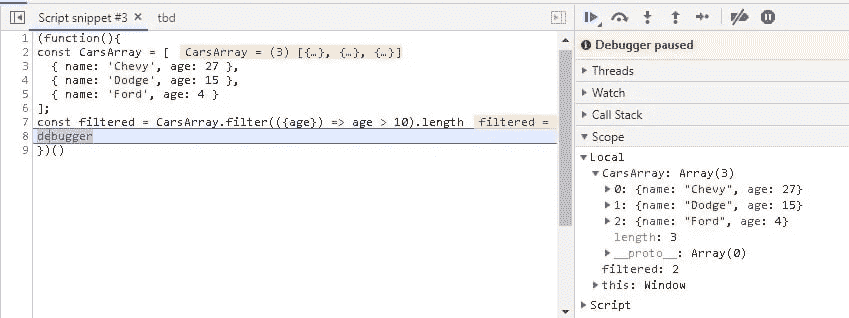 Script snippet #3 × tbd
1 (function(){
2 const CarsArray = [ CarsArray = (3) [{…}, {…}, {…}]
3 { name: 'Chevy', age: 27 },
4 { name: 'Dodge', age: 15 },
5 { name: 'Ford', age: 4 }
6 ];
7 const filtered = CarsArray.filter(({age}) => age > 10).length filtered =
8 debugger
9 })()
Debugger paused
Threads
Watch
Call Stack
Scope
Local
CarsArray: Array(3)
0: {name: "Chevy", age: 27}
1: {name: "Dodge", age: 15}
2: {name: "Ford", age: 4}
length: 3
__proto__: Array(0)
filtered: 2
this: Window
Script